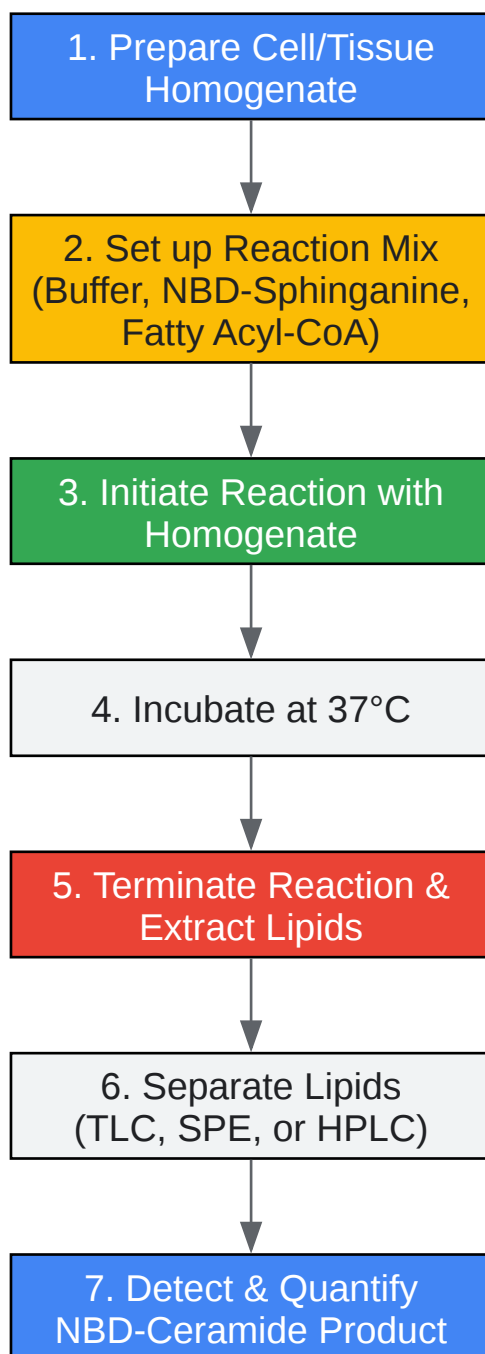 1. Prepare Cell/Tissue
Homogenate
2. Set up Reaction Mix
(Buffer, NBD-Sphinganine,
Fatty Acyl-CoA)
3. Initiate Reaction with
Homogenate
4. Incubate at 37°C
5. Terminate Reaction &
Extract Lipids
6. Separate Lipids
(TLC, SPE, or HPLC)
7. Detect & Quantify
NBD-Ceramide Product